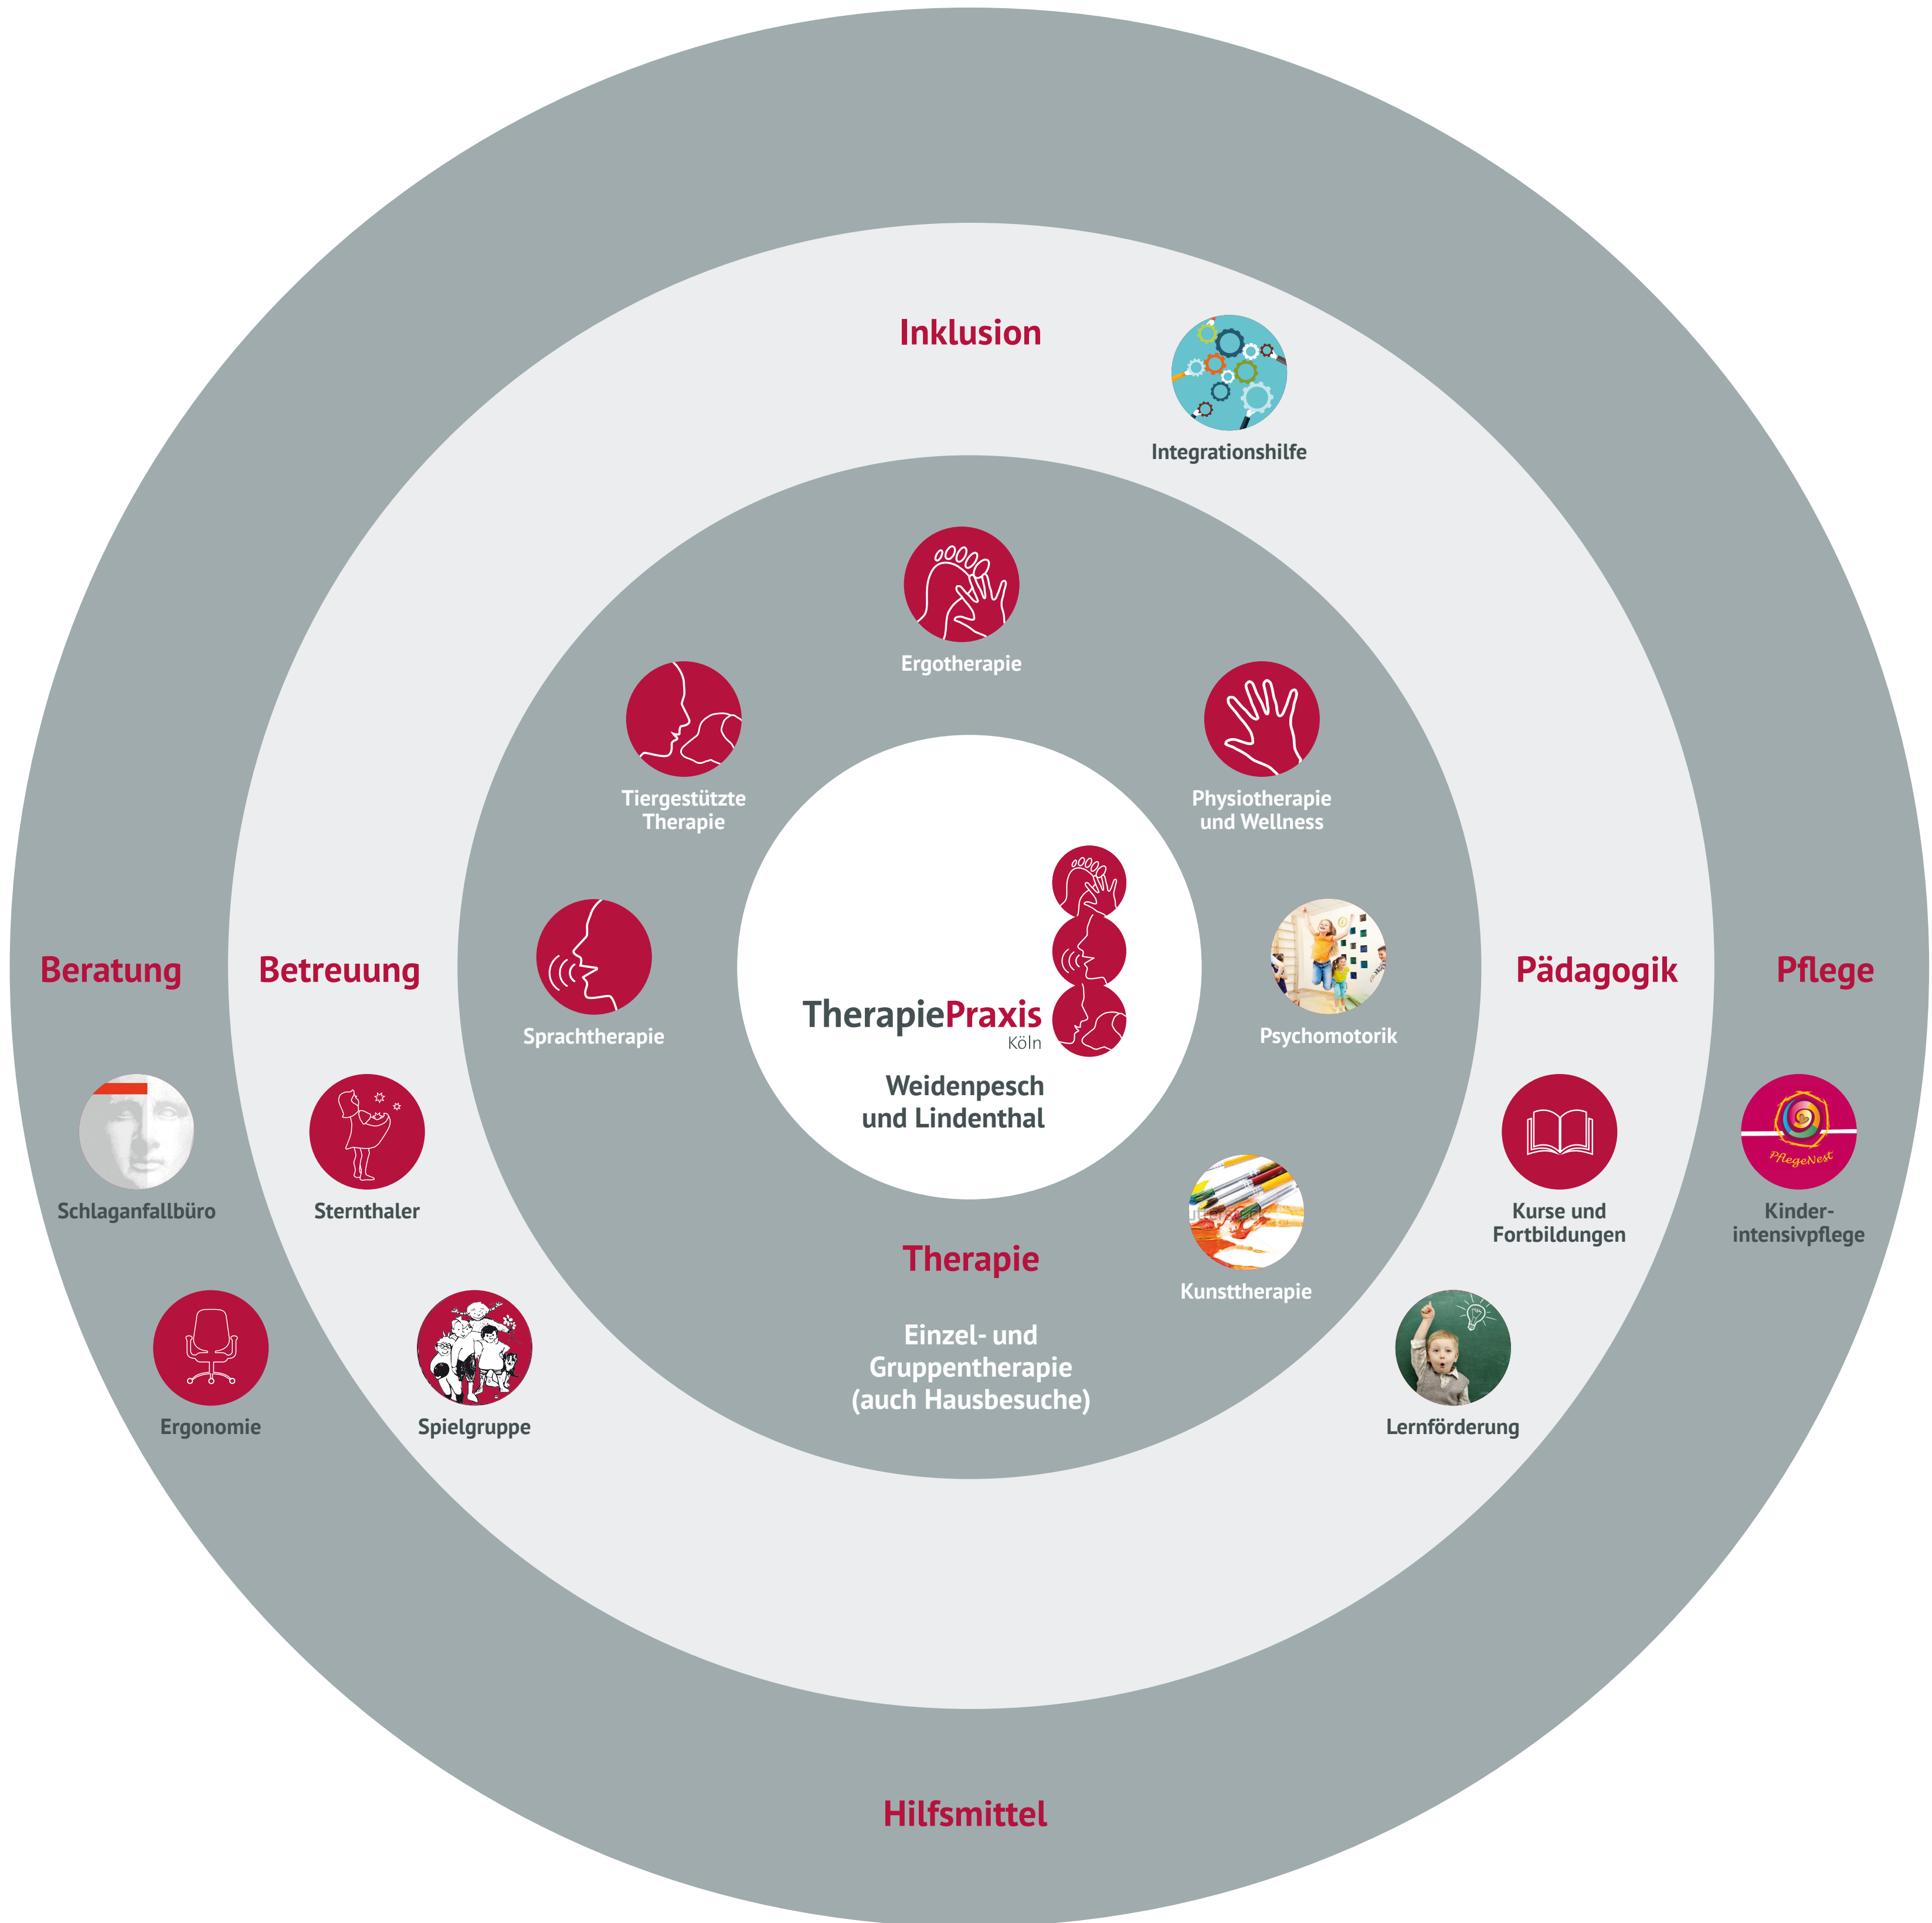 Inklusion
Integrationshilfe
Ergotherapie
Tiergestützte
Therapie
Physiotherapie
und Wellness
Beratung
Betreuung
Sprachtherapie
TherapiePraxis
Köln
Weidenpesch
und Lindenthal
Psychomotorik
Pädagogik
Pflege
Schlaganfallbüro
Sternthaler
Kurse und
Fortbildungen
PflegeNest
Kinder-
intensivpflege
Therapie
Kunsttherapie
Einzel- und
Gruppentherapie
(auch Hausbesuche)
Ergonomie
Spielgruppe
Lernförderung
Hilfsmittel